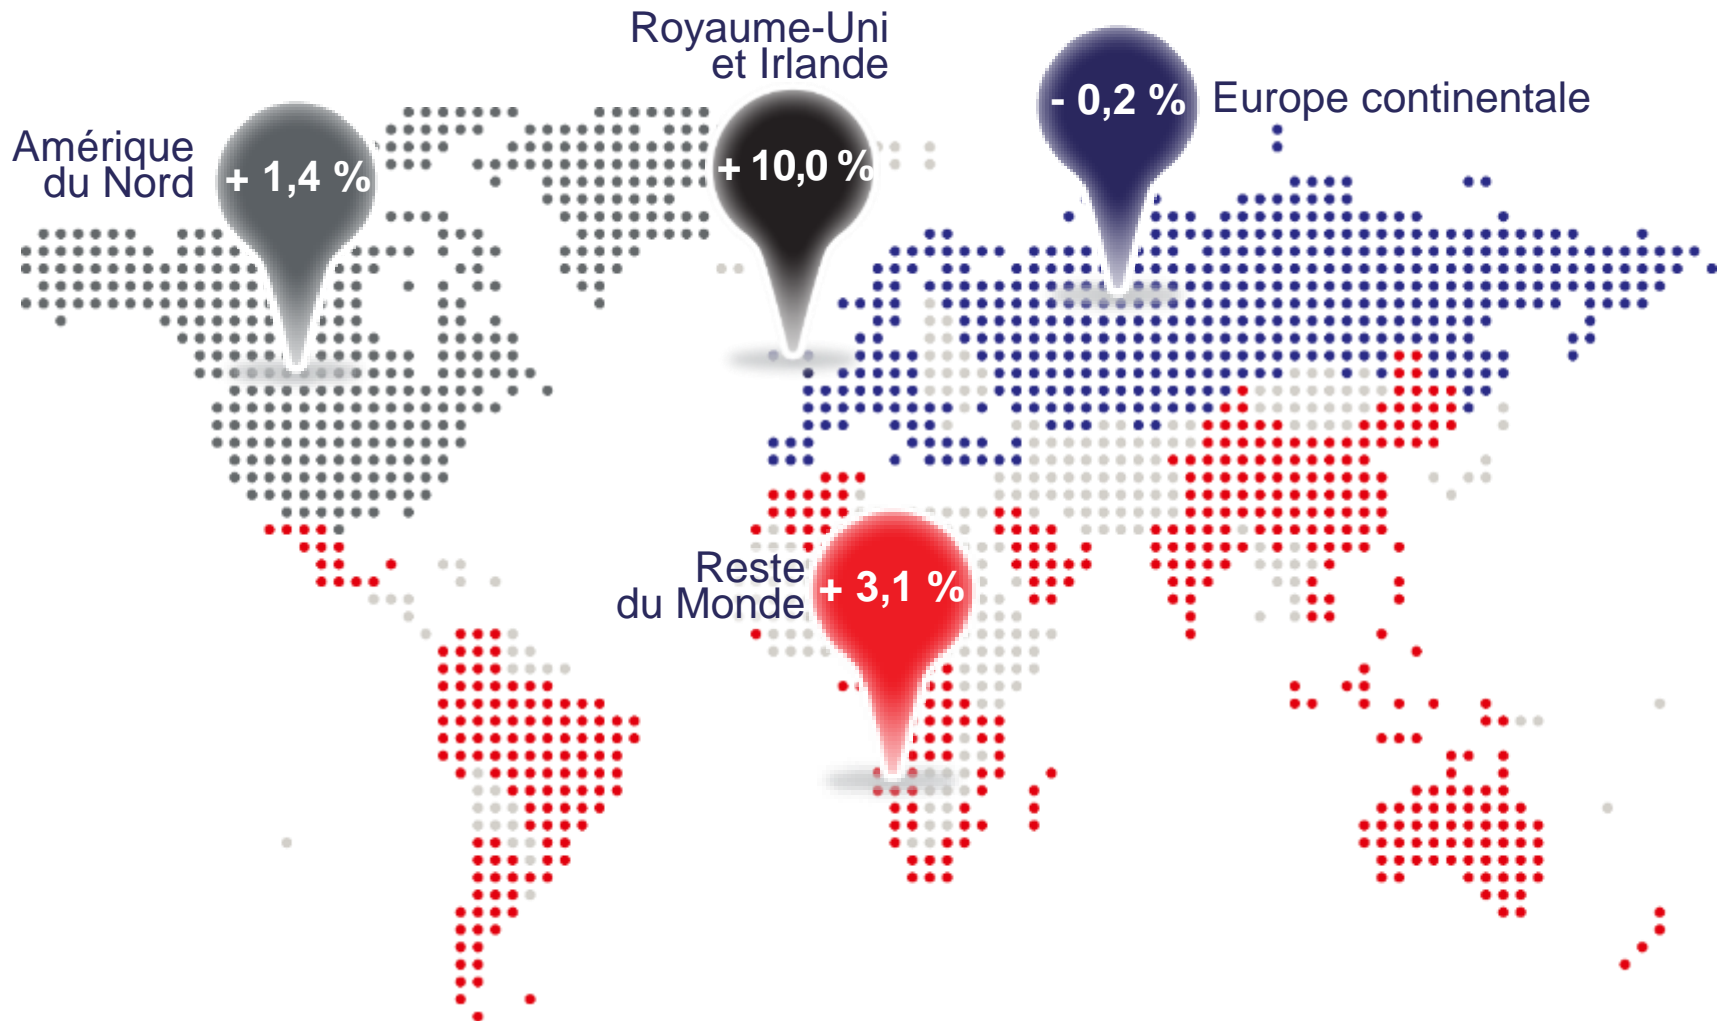 Royaume-Uni
et Irlande
- 0,2 %
Europe continentale
Amérique
du Nord
+ 1,4 %
+ 10,0 %
Reste
du Monde
+ 3,1 %